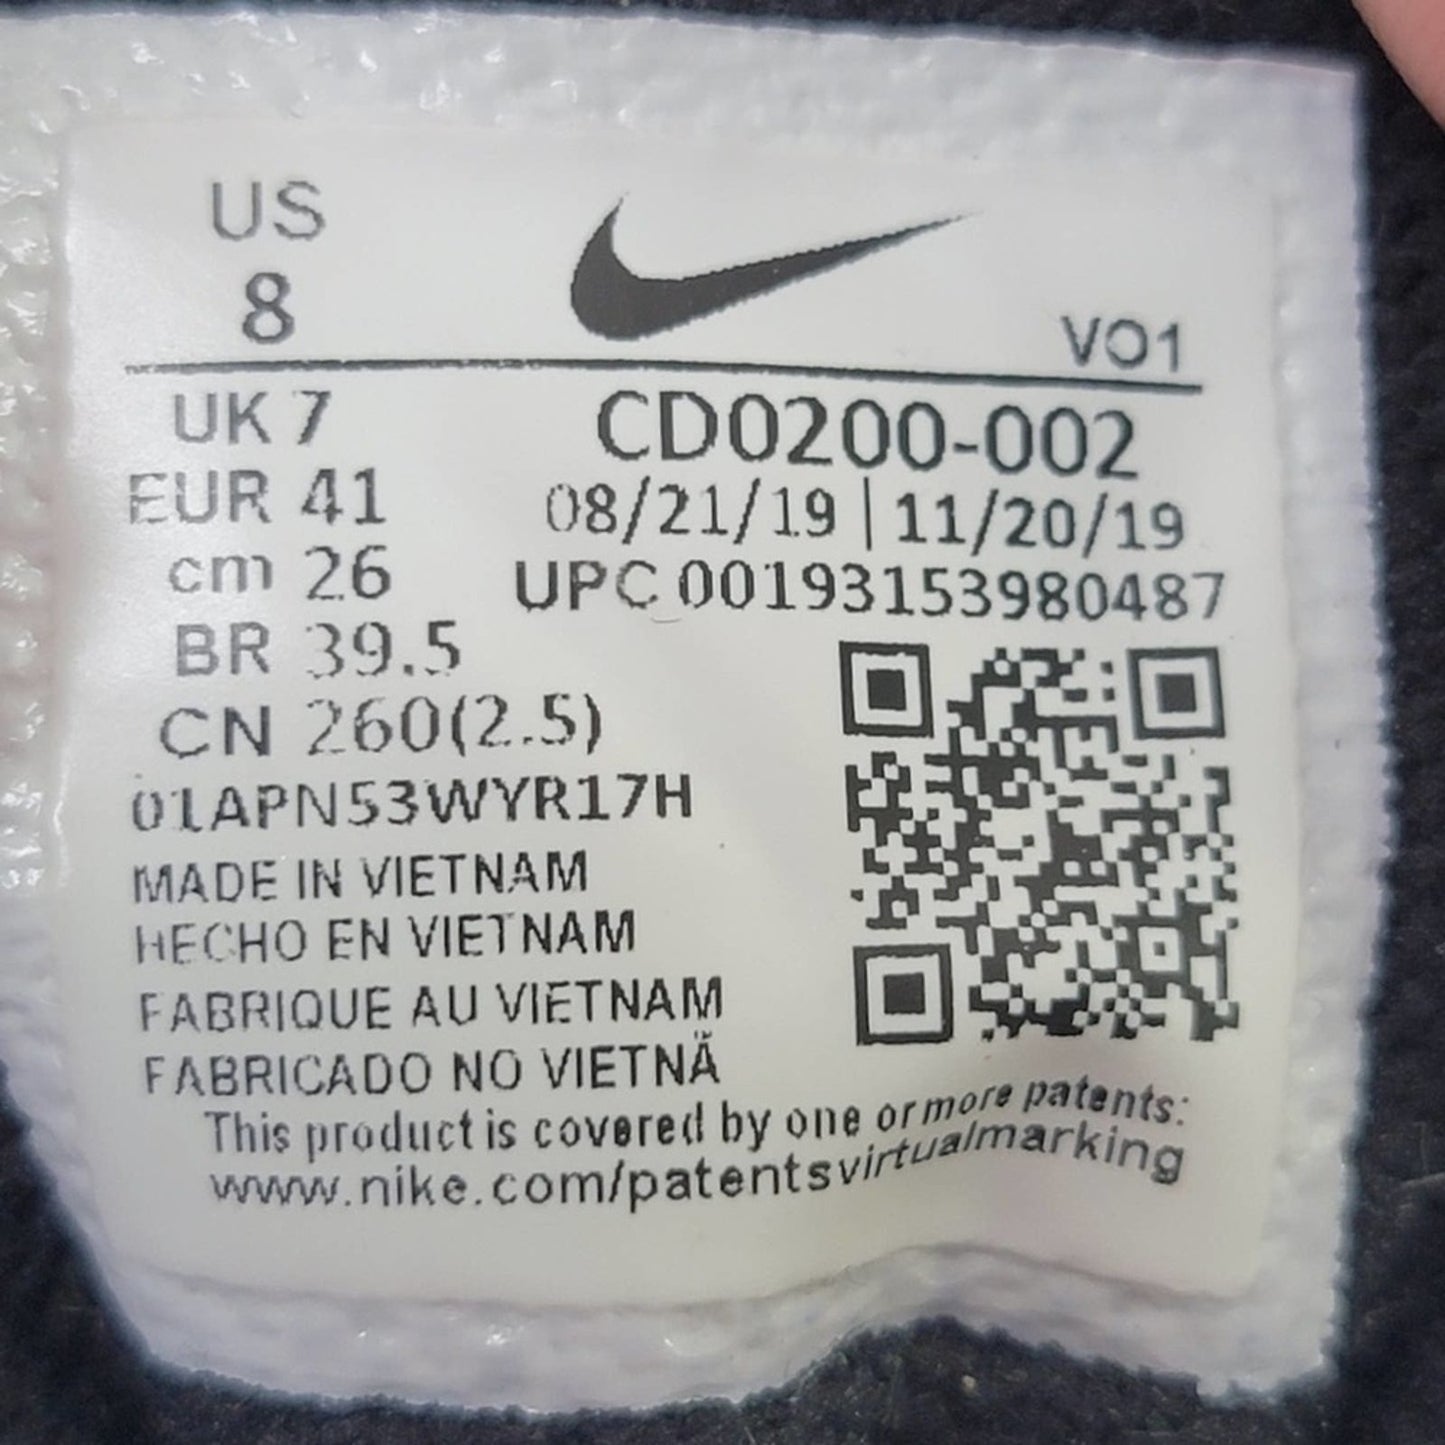 US
8
VO1
UK 7
EUR 41
cm 26
BR 39.5
CN 260(2.5)
CD0200-002
08/21/19 | 11/20/19
UPC 00193153980487
01APN53WYR17H
MADE IN VIETNAM
HECHO EN VIETNAM
FABRIQUE AU VIETNAM
FABRICADO NO VIETNÃ
This product is covered by one or more patents:
www.nike.com/patentsvirtualmarking